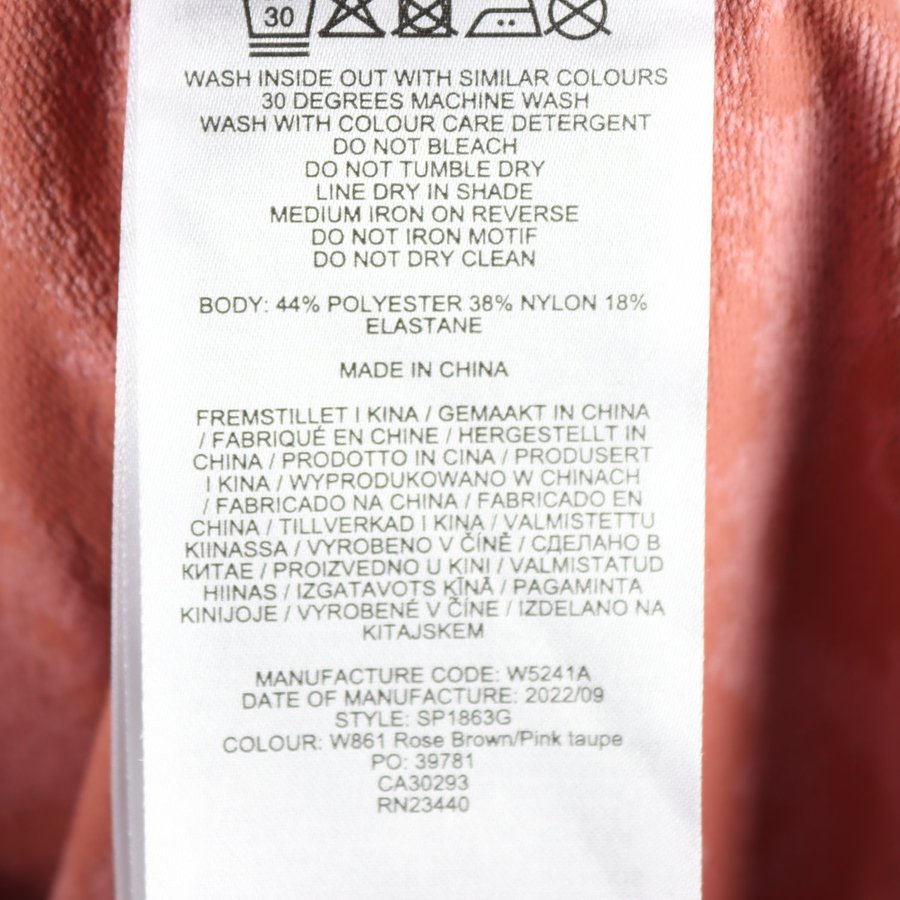 30
WASH INSIDE OUT WITH SIMILAR COLOURS
30 DEGREES MACHINE WASH
WASH WITH COLOUR CARE DETERGENT
DO NOT BLEACH
DO NOT TUMBLE DRY
LINE DRY IN SHADE
MEDIUM IRON ON REVERSE
DO NOT IRON MOTIF
DO NOT DRY CLEAN
BODY: 44% POLYESTER 38% NYLON 18%
ELASTANE
MADE IN CHINA
FREMSTILLET I KINA / GEMAAKT IN CHINA
/ FABRIQUÉ EN CHINE / HERGESTELLT IN
CHINA / PRODOTTO IN CINA / PRODUSERT
I KINA / WYPRODUKOWANO W CHINACH
/ FABRICADO NA CHINA / FABRICADO EN
CHINA / TILLVERKAD I KINA / VALMISTETTU
KIINASSA / VYROBENO V ČÍNĚ / СДЕЛАНО В
КИТАЕ / PROIZVEDNO U KINI / VALMISTATUD
HIINAS / IZGATAVOTS ĶĪNĀ / PAGAMINTA
KINIJOJE / VYROBENÉ V ČÍNE / IZDELANO NA
KITAJSKEM
MANUFACTURE CODE: W5241A
DATE OF MANUFACTURE: 2022/09
STYLE: SP1863G
COLOUR: W861 Rose Brown/Pink taupe
PO: 39781
CA30293
RN23440